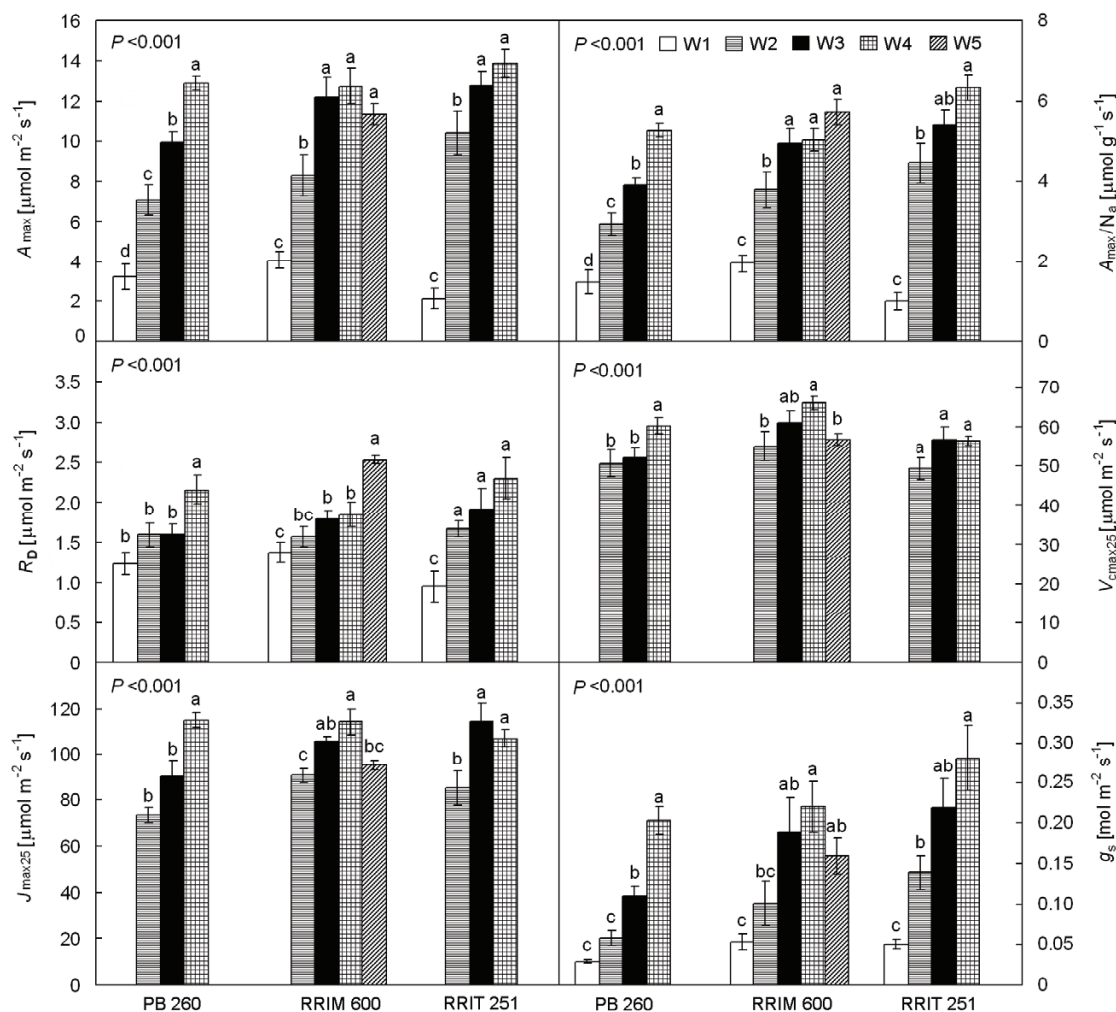 P <0.001
A max [µmol m⁻² s⁻¹]
16
14
12
10
8
6
4
2
0
d c b a
c b a a a
c b a a
P <0.001 W1 W2 W3 W4 W5
A max/N a [µmol g⁻¹ s⁻¹]
8
6
4
2
0
d c b a
c b a a a
c b ab a
P <0.001
R D [µmol m⁻² s⁻¹]
3.5
3.0
2.5
2.0
1.5
1.0
0.5
0
b b b a
c bc b b a
c a a a
P <0.001
V cmax25 [µmol m⁻² s⁻¹]
70
60
50
40
30
20
10
0
b b a
b ab a b
a a a
P <0.001
J max25 [µmol m⁻² s⁻¹]
120
100
80
60
40
20
0
b b a
c ab a bc
b a a
PB 260 RRIM 600 RRIT 251
P <0.001
g s [mol m⁻² s⁻¹]
0.35
0.30
0.25
0.20
0.15
0.10
0.05
0
c c b a
c bc ab a ab
c b ab a
PB 260 RRIM 600 RRIT 251